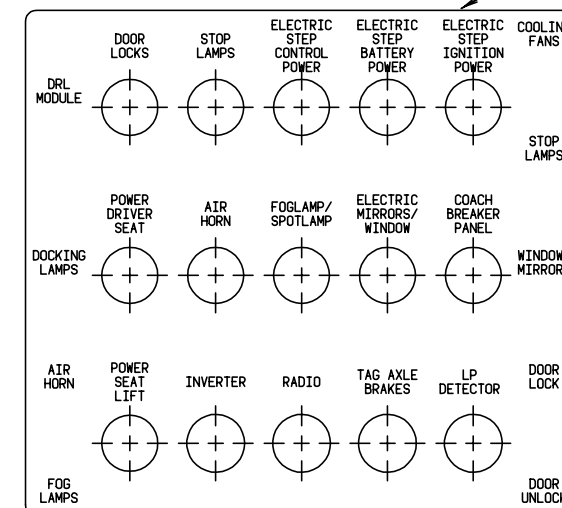 DOOR
LOCKS
STOP
LAMPS
ELECTRIC
STEP
CONTROL
POWER
ELECTRIC
STEP
BATTERY
POWER
ELECTRIC
STEP
IGNITION
POWER
COOLIN
FANS
DRL
MODULE
STOP
LAMPS
POWER
DRIVER
SEAT
AIR
HORN
FOGLAMP/
SPOTLAMP
ELECTRIC
MIRRORS/
WINDOW
COACH
BREAKER
PANEL
DOCKING
LAMPS
WINDOW
MIRROR
AIR
HORN
POWER
SEAT
LIFT
INVERTER
RADIO
TAG AXLE
BRAKES
LP
DETECTOR
DOOR
LOCK
FOG
LAMPS
DOOR
UNLOCK